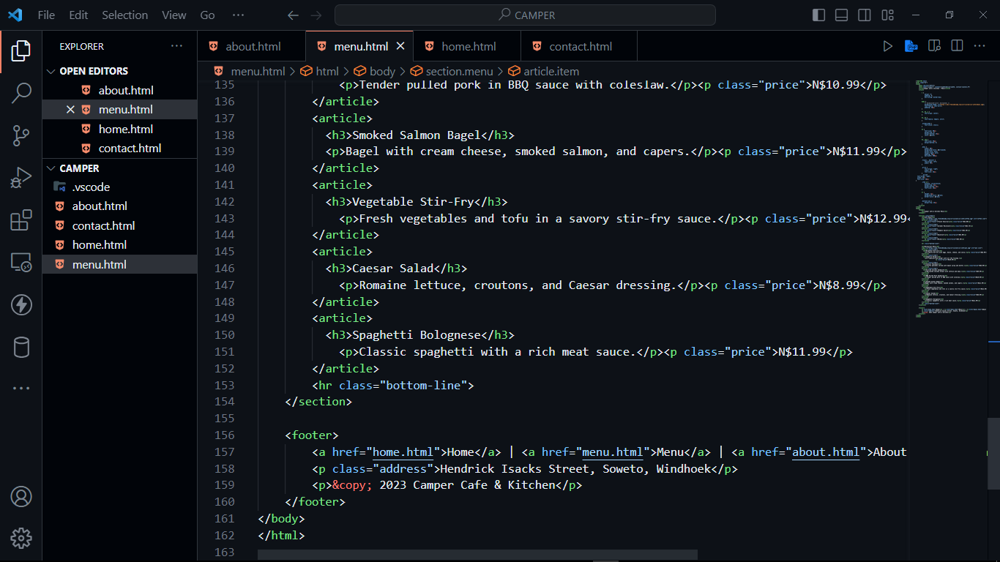 File Edit Selection View Go ··· CAMPER
EXPLORER ···
OPEN EDITORS
about.html
menu.html
home.html
contact.html
CAMPER
.vscode
about.html
contact.html
home.html
menu.html
about.html menu.html home.html contact.html
menu.html > html > body > section.menu > article.item
135 <p>Tender pulled pork in BBQ sauce with coleslaw.</p><p class="price">N$10.99</p>
136 </article>
137 <article>
138 <h3>Smoked Salmon Bagel</h3>
139 <p>Bagel with cream cheese, smoked salmon, and capers.</p><p class="price">N$11.99</p>
140 </article>
141 <article>
142 <h3>Vegetable Stir-Fry</h3>
143 <p>Fresh vegetables and tofu in a savory stir-fry sauce.</p><p class="price">N$12.99<
144 </article>
145 <article>
146 <h3>Caesar Salad</h3>
147 <p>Romaine lettuce, croutons, and Caesar dressing.</p><p class="price">N$8.99</p>
148 </article>
149 <article>
150 <h3>Spaghetti Bolognese</h3>
151 <p>Classic spaghetti with a rich meat sauce.</p><p class="price">N$11.99</p>
152 </article>
153 <hr class="bottom-line">
154 </section>
155
156 <footer>
157 <a href="home.html">Home</a> | <a href="menu.html">Menu</a> | <a href="about.html">About
158 <p class="address">Hendrick Isacks Street, Soweto, Windhoek</p>
159 <p>&copy; 2023 Camper Cafe & Kitchen</p>
160 </footer>
161 </body>
162 </html>
163